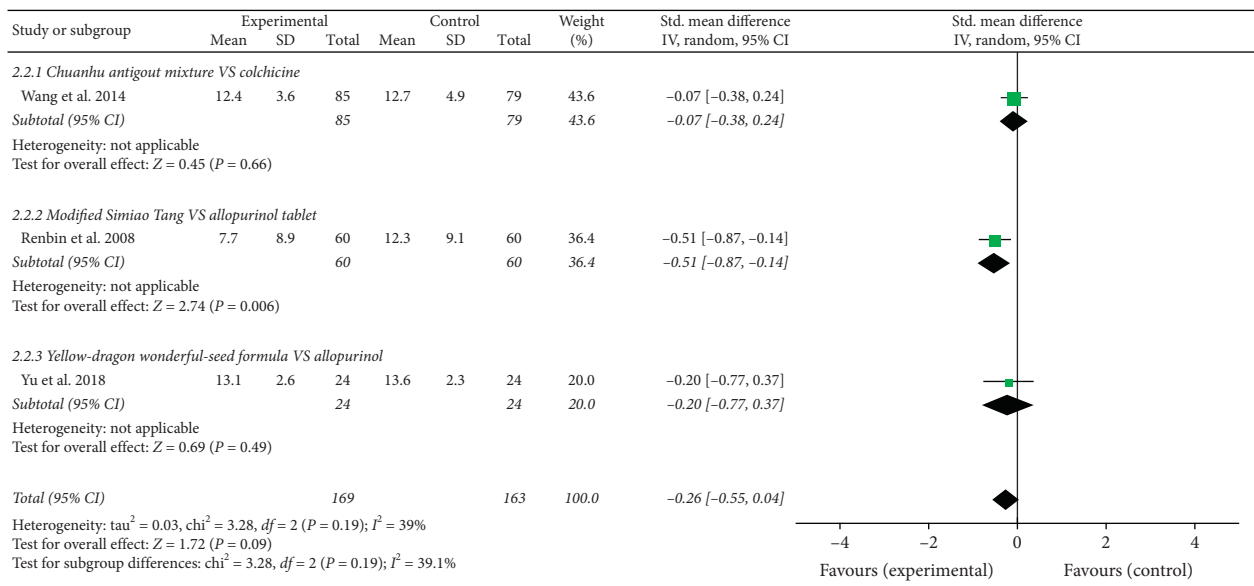 Study or subgroup Experimental Control Weight Std. mean difference Std. mean difference
Mean SD Total Mean SD Total (%) IV, random, 95% CI IV, random, 95% CI
2.2.1 Chuanhu antigout mixture VS colchicine
Wang et al. 2014 12.4 3.6 85 12.7 4.9 79 43.6 −0.07 [−0.38, 0.24]
Subtotal (95% CI) 85 79 43.6 −0.07 [−0.38, 0.24]
Heterogeneity: not applicable
Test for overall effect: Z = 0.45 (P = 0.66)
2.2.2 Modified Simiao Tang VS allopurinol tablet
Renbin et al. 2008 7.7 8.9 60 12.3 9.1 60 36.4 −0.51 [−0.87, −0.14]
Subtotal (95% CI) 60 60 36.4 −0.51 [−0.87, −0.14]
Heterogeneity: not applicable
Test for overall effect: Z = 2.74 (P = 0.006)
2.2.3 Yellow-dragon wonderful-seed formula VS allopurinol
Yu et al. 2018 13.1 2.6 24 13.6 2.3 24 20.0 −0.20 [−0.77, 0.37]
Subtotal (95% CI) 24 24 20.0 −0.20 [−0.77, 0.37]
Heterogeneity: not applicable
Test for overall effect: Z = 0.69 (P = 0.49)
Total (95% CI) 169 163 100.0 −0.26 [−0.55, 0.04]
Heterogeneity: tau² = 0.03, chi² = 3.28, df = 2 (P = 0.19); I² = 39%
Test for overall effect: Z = 1.72 (P = 0.09)
Test for subgroup differences: chi² = 3.28, df = 2 (P = 0.19); I² = 39.1%
−4 −2 0 2 4
Favours (experimental) Favours (control)